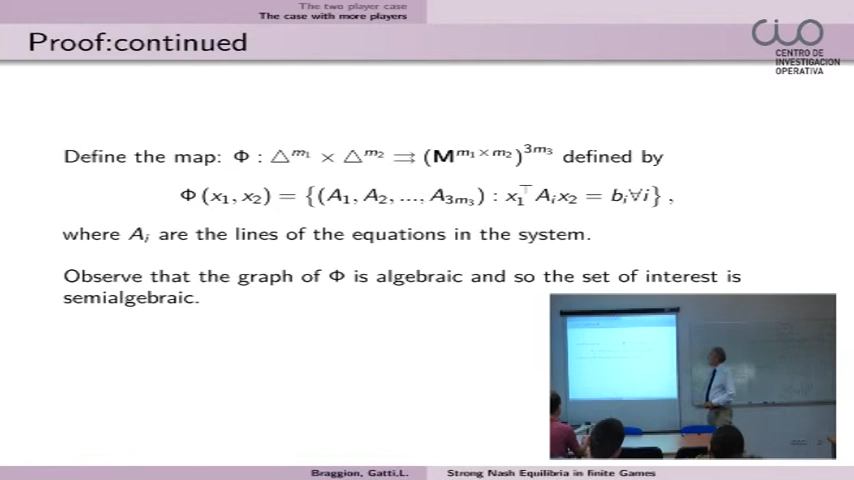 The two player case
The case with more players
Proof:continued
CIO
CENTRO DE
INVESTIGACION
OPERATIVA
Define the map: Φ : △^{m_1} × △^{m_2} ⇉ (M^{m_1×m_2})^{3m_3} defined by
Φ (x_1, x_2) = {(A_1, A_2, ..., A_{3m_3}) : x_1^⊤ A_i x_2 = b_i ∀i} ,
where A_i are the lines of the equations in the system.
Observe that the graph of Φ is algebraic and so the set of interest is
semialgebraic.
Braggion, Gatti,L.
Strong Nash Equilibria in finite Games